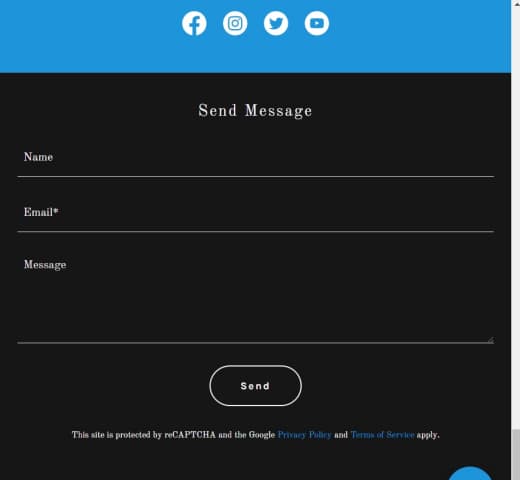 Send Message
Name
Email*
Message
Send
This site is protected by reCAPTCHA and the Google Privacy Policy and Terms of Service apply.